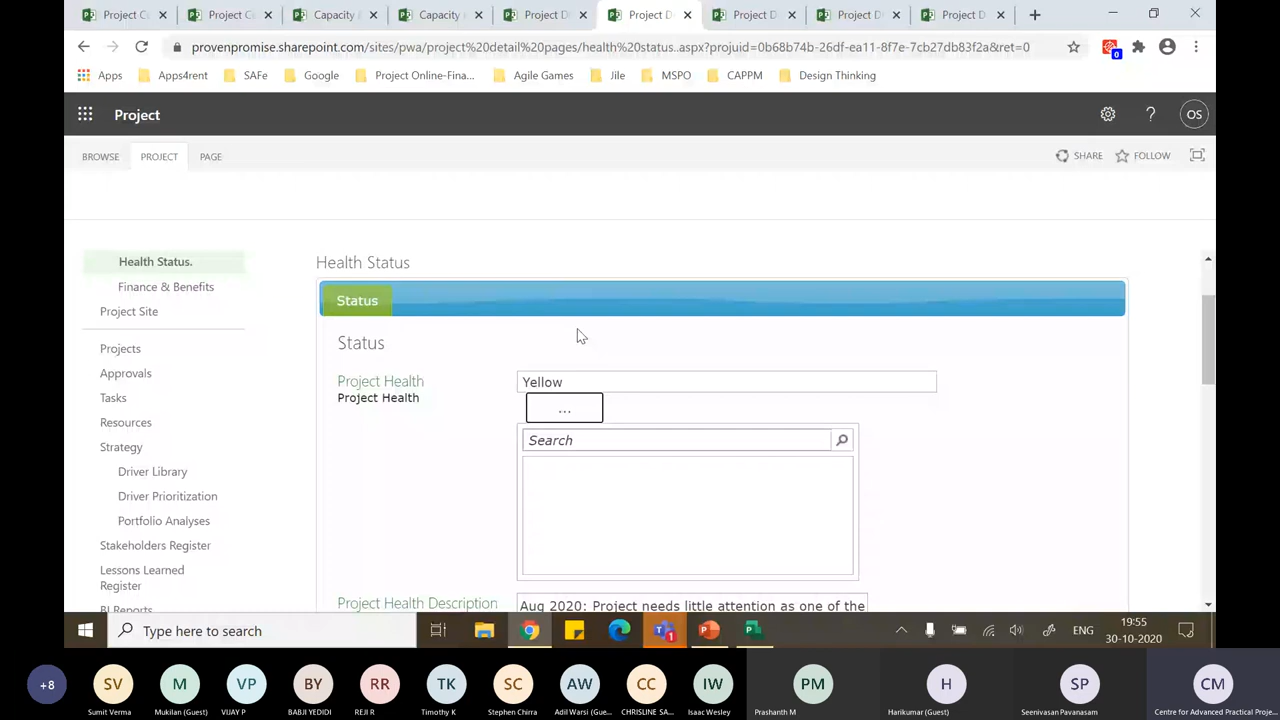 Project C
Project C
Capacity
Capacity
Project D
Project D
Project D
Project D
Project D
provenpromise.sharepoint.com/sites/pwa/project%20detail%20pages/health%20status..aspx?projuid=0b68b74b-26df-ea11-8f7e-7cb27db83f2a&ret=0
0
Apps
Apps4rent
SAFe
Google
Project Online-Fina...
Agile Games
Jile
MSPO
CAPPM
Design Thinking
Project
OS
BROWSE
PROJECT
PAGE
SHARE
FOLLOW
Health Status.
Finance & Benefits
Project Site
Projects
Approvals
Tasks
Resources
Strategy
Driver Library
Driver Prioritization
Portfolio Analyses
Stakeholders Register
Lessons Learned
Register
BI Reports
Health Status
Status
Status
Project Health
Project Health
Yellow
...
Search
Project Health Description
Aug 2020: Project needs little attention as one of the
Type here to search
1
ENG
19:55
30-10-2020
+8
SV
M
VP
BY
RR
TK
SC
AW
CC
IW
PM
H
SP
CM
Sumit Verma
Mukilan (Guest)
VIJAY P
BABJI YEDIDI
REJI R
Timothy K
Stephen Chirra
Adil Warsi (Gue...
CHRISLINE SA...
Isaac Wesley
Prashanth M
Harikumar (Guest)
Seenivasan Pavanasam
Centre for Advanced Practical Proje...